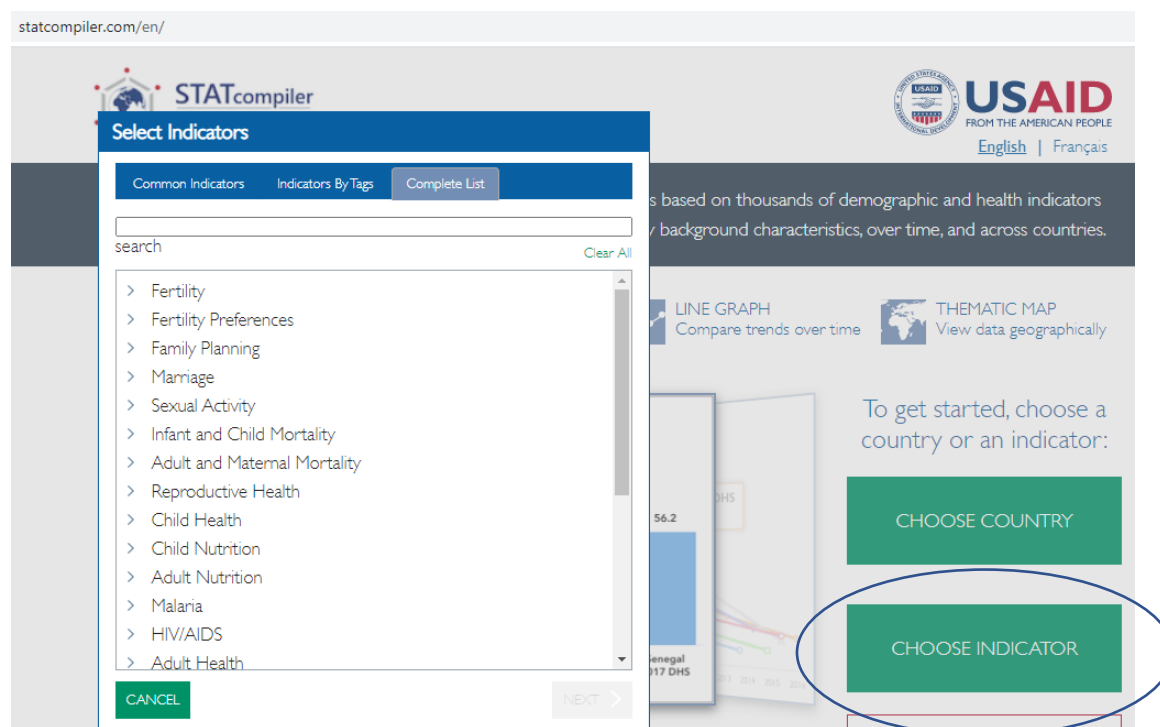 statcompiler.com/en/
STATcompiler
USAID
USAID
FROM THE AMERICAN PEOPLE
English | Français
Select Indicators
Common Indicators Indicators By Tags Complete List
search
Clear All
s based on thousands of demographic and health indicators
y background characteristics, over time, and across countries.
> Fertility
> Fertility Preferences
> Family Planning
> Marriage
> Sexual Activity
> Infant and Child Mortality
> Adult and Maternal Mortality
> Reproductive Health
> Child Health
> Child Nutrition
> Adult Nutrition
> Malaria
> HIV/AIDS
> Adult Health
CANCEL
NEXT >
LINE GRAPH
Compare trends over time
THEMATIC MAP
View data geographically
DHS
56.2
Senegal
2017 DHS
To get started, choose a
country or an indicator:
CHOOSE COUNTRY
CHOOSE INDICATOR